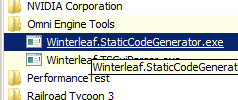 NVIDIA Corporation
Omni Engine Tools
Winterleaf.StaticCodeGenerator.exe
Winterleaf.StaticCodeGenerat
PerformanceTest
Railroad Tycoon 3